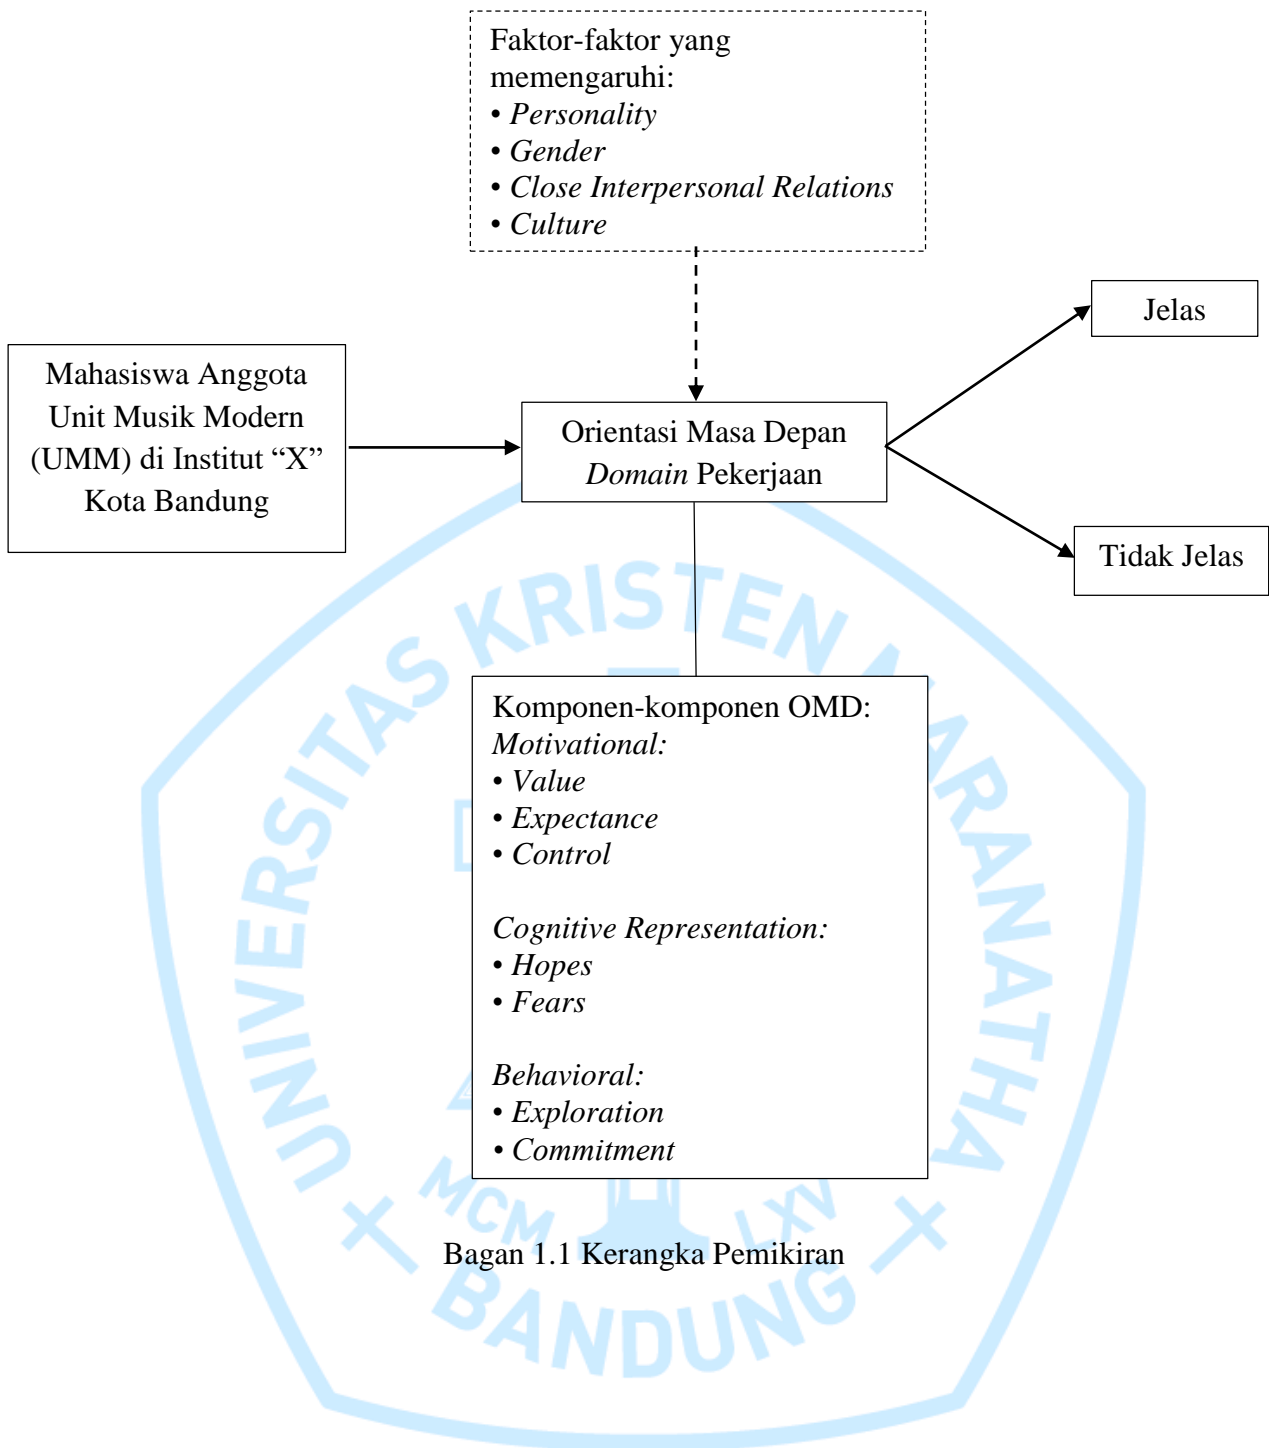 Faktor-faktor yang
memengaruhi:
• Personality
• Gender
• Close Interpersonal Relations
• Culture
Jelas
Mahasiswa Anggota
Unit Musik Modern
(UMM) di Institut “X”
Kota Bandung
Orientasi Masa Depan
Domain Pekerjaan
Tidak Jelas
Komponen-komponen OMD:
Motivational:
• Value
• Expectance
• Control
Cognitive Representation:
• Hopes
• Fears
Behavioral:
• Exploration
• Commitment
Bagan 1.1 Kerangka Pemikiran
UNIVERSITAS KRISTEN MARANATHA
MCM LXV
BANDUNG